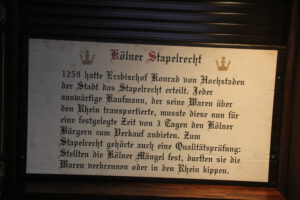 Kölner Stapelrecht
1259 hatte Erzbischof Konrad von Hochstaden
der Stadt das Stapelrecht erteilt. Jeder
auswärtige Kaufmann, der seine Waren über
den Rhein transportierte, musste diese nun für
eine festgelegte Zeit von 3 Tagen den Kölner
Bürgern zum Verkauf anbieten. Zum
Stapelrecht gehörte auch eine Qualitätsprüfung:
Stellten die Kölner Mängel fest, durften sie die
Waren verbrennen oder in den Rhein kippen.